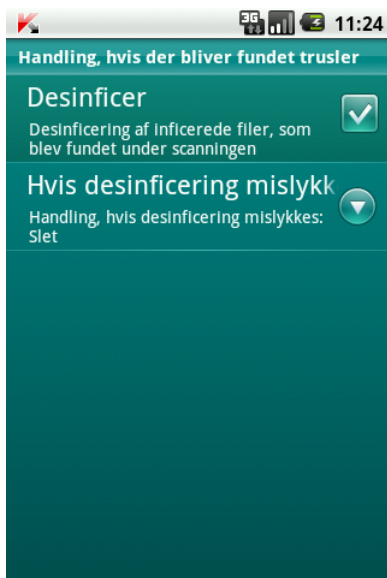 3G 11:24
Handling, hvis der bliver fundet trusler
Desinficer
Desinficering af inficerede filer, som
blev fundet under scanningen
Hvis desinficering mislykk
Handling, hvis desinficering mislykkes:
Slet